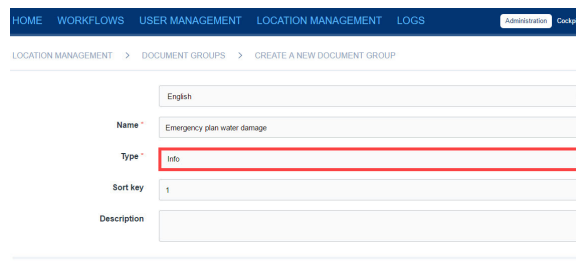 HOME WORKFLOWS USER MANAGEMENT LOCATION MANAGEMENT LOGS Administration
LOCATION MANAGEMENT > DOCUMENT GROUPS > CREATE A NEW DOCUMENT GROUP
English
Name * Emergency plan water damage
Type * Info
Sort key 1
Description